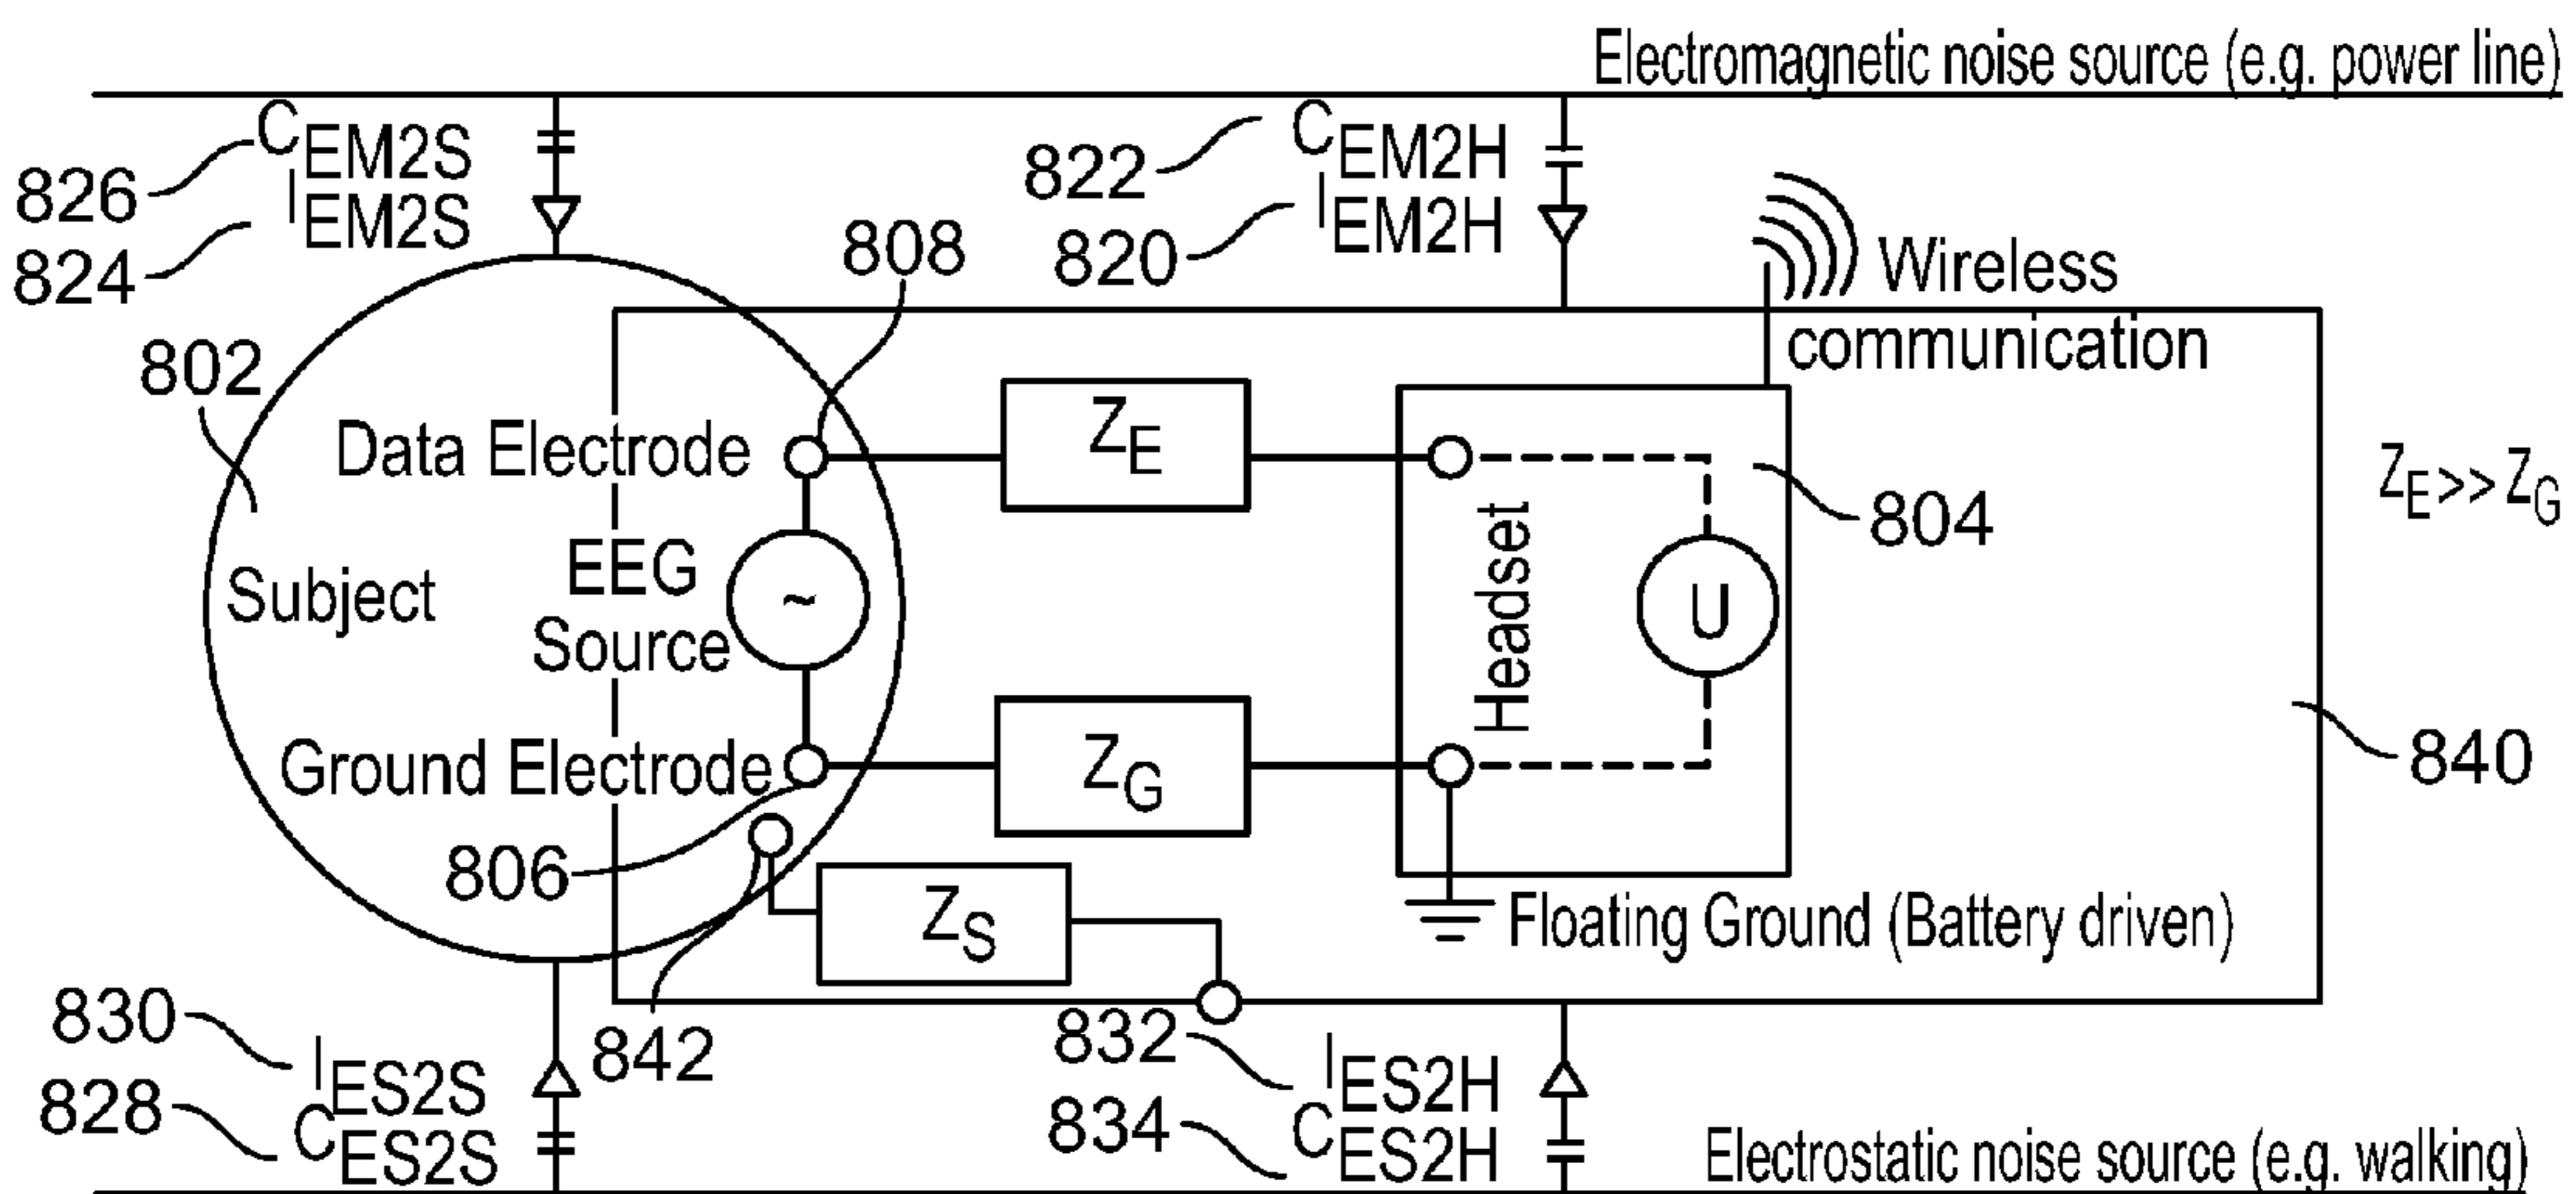 Electromagnetic noise source (e.g. power line)
CEM2S
826
IEM2S
824
822
CEM2H
IEM2H
820
808
Wireless
communication
802
Data Electrode
ZE
ZE>>ZG
804
Subject
EEG
Source
~
Headset
U
Ground Electrode
ZG
840
806
ZS
Floating Ground (Battery driven)
830
IES2S
842
828
CES2S
832
IES2H
834
CES2H
Electrostatic noise source (e.g. walking)